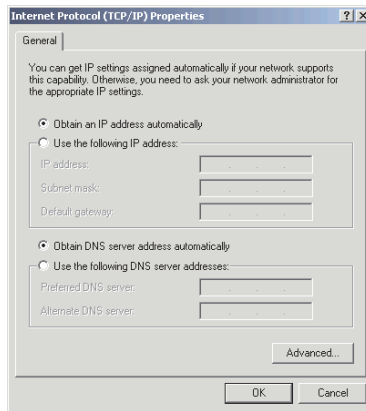 Internet Protocol (TCP/IP) Properties
General
You can get IP settings assigned automatically if your network supports
this capability. Otherwise, you need to ask your network administrator for
the appropriate IP settings.
Obtain an IP address automatically
Use the following IP address:
IP address:
Subnet mask:
Default gateway:
Obtain DNS server address automatically
Use the following DNS server addresses:
Preferred DNS server:
Alternate DNS server:
Advanced...
OK Cancel